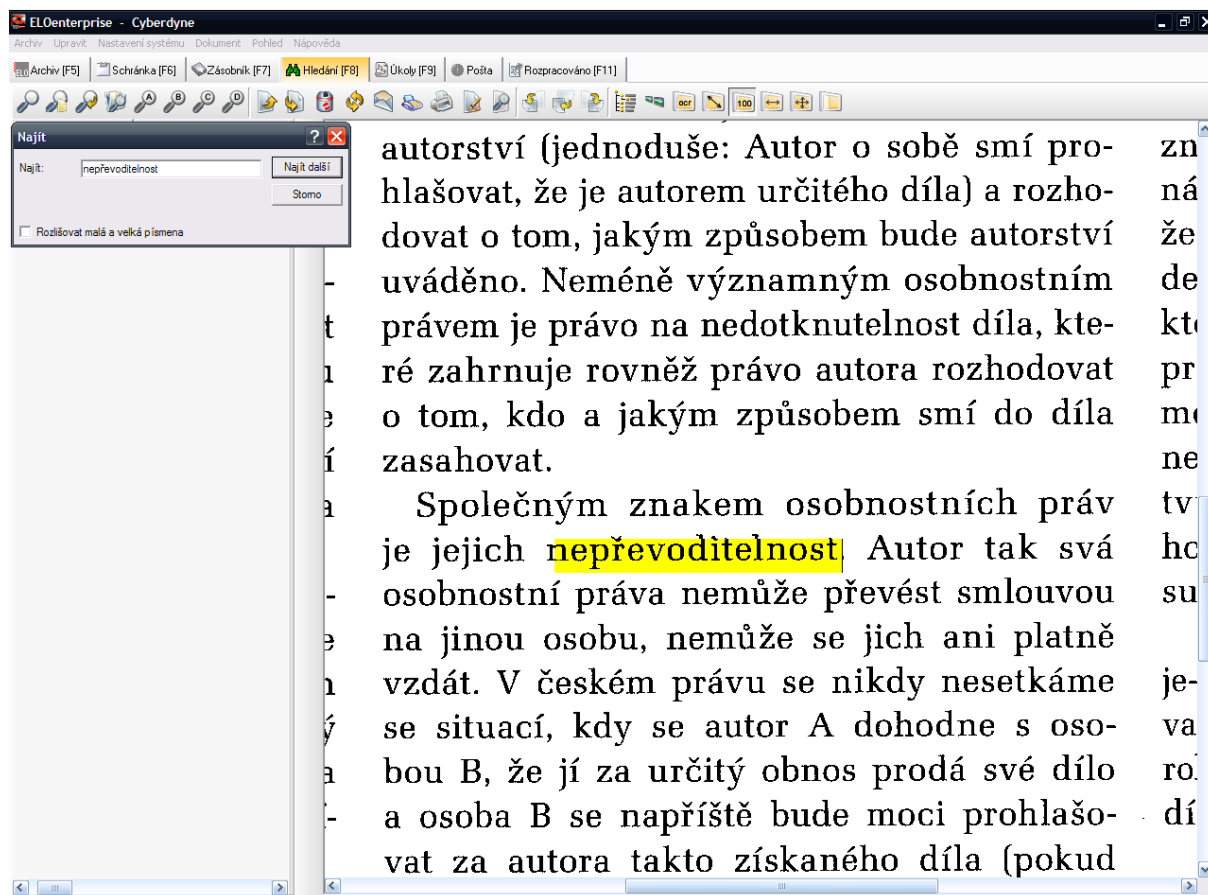 ELOenterprise - Cyberdyne
Archiv Upravit Nastavení systému Dokument Pohled Nápověda
Archiv [F5] Schránka [F6] Zásobník [F7] Hledání [F8] Úkoly [F9] Pošta Rozpracováno [F11]
A B C D ocr 100
Najít
Najít: nepřevoditelnost Najít další
Storno
Rozlišovat malá a velká písmena
autorství (jednoduše: Autor o sobě smí pro-
hlašovat, že je autorem určitého díla) a rozho-
dovat o tom, jakým způsobem bude autorství
uváděno. Neméně významným osobnostním
právem je právo na nedotknutelnost díla, kte-
ré zahrnuje rovněž právo autora rozhodovat
o tom, kdo a jakým způsobem smí do díla
zasahovat.
Společným znakem osobnostních práv
je jejich nepřevoditelnost. Autor tak svá
osobnostní práva nemůže převést smlouvou
na jinou osobu, nemůže se jich ani platně
vzdát. V českém právu se nikdy nesetkáme
se situací, kdy se autor A dohodne s oso-
bou B, že jí za určitý obnos prodá své dílo
a osoba B se napříště bude moci prohlašo-
vat za autora takto získaného díla (pokud